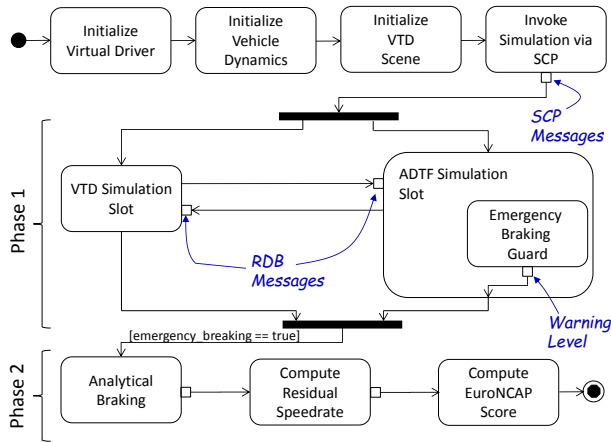 Initialize
Virtual Driver
Initialize
Vehicle
Dynamics
Initialize
VTD
Scene
Invoke
Simulation via
SCP
SCP
Messages
Phase 1
VTD Simulation
Slot
ADTF Simulation
Slot
Emergency
Braking
Guard
RDB
Messages
Warning
Level
[emergency_breaking == true]
Phase 2
Analytical
Braking
Compute
Residual
Speedrate
Compute
EuroNCAP
Score